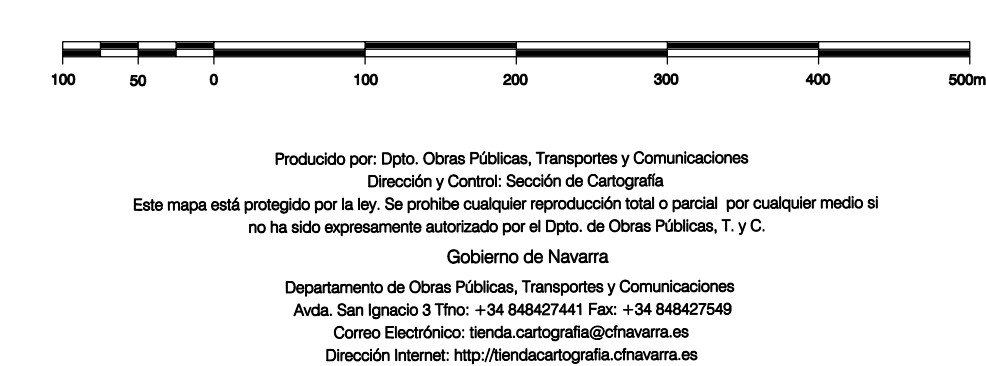 100 50 0 100 200 300 400 500m
Producido por: Dpto. Obras Públicas, Transportes y Comunicaciones
Dirección y Control: Sección de Cartografía
Este mapa está protegido por la ley. Se prohibe cualquier reproducción total o parcial por cualquier medio si
no ha sido expresamente autorizado por el Dpto. de Obras Públicas, T. y C.
Gobierno de Navarra
Departamento de Obras Públicas, Transportes y Comunicaciones
Avda. San Ignacio 3 Tfno: +34 848427441 Fax: +34 848427549
Correo Electrónico: tienda.cartografia@cfnavarra.es
Dirección Internet: http://tiendacartografia.cfnavarra.es